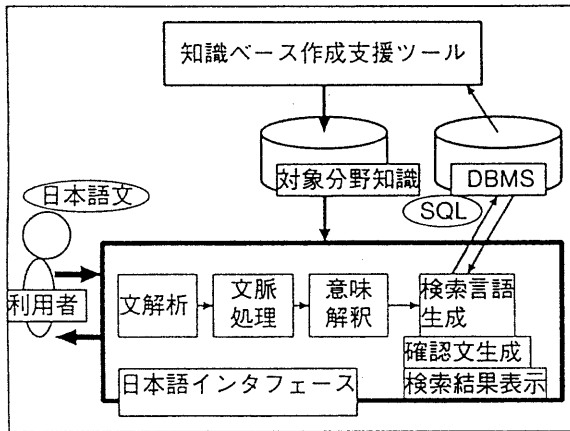 知識ベース作成支援ツール
対象分野知識
DBMS
日本語文
SQL
利用者
文解析
文脈
処理
意味
解釈
検索言語
生成
確認文生成
検索結果表示
日本語インタフェース